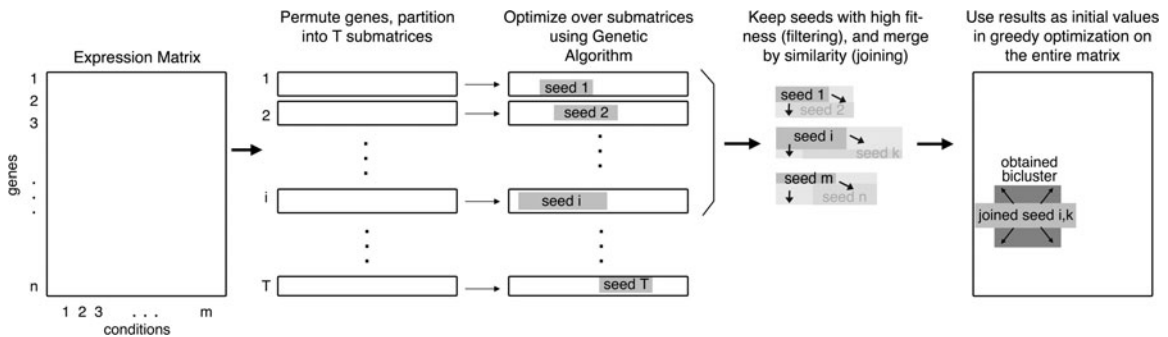 Permute genes, partition
into T submatrices
Optimize over submatrices
using Genetic
Algorithm
Keep seeds with high fit-
ness (filtering), and merge
by similarity (joining)
Use results as initial values
in greedy optimization on
the entire matrix
Expression Matrix
1
2
3
.
.
.
n
genes
1 2 3 . . . m
conditions
1
2
i
T
seed 1
seed 2
seed i
seed T
seed 1
seed 2
seed i
seed k
seed m
seed n
obtained
bicluster
joined seed i,k